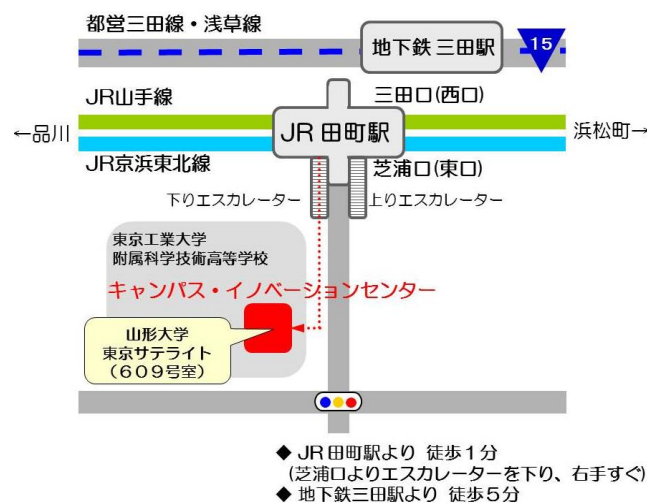 都営三田線・浅草線
地下鉄 三田駅
15
JR山手線
三田口(西口)
←品川
JR 田町駅
浜松町→
JR京浜東北線
芝浦口(東口)
下りエスカレーター
上りエスカレーター
東京工業大学
附属科学技術高等学校
キャンパス・イノベーションセンター
山形大学
東京サテライト
(609号室)
◆ JR 田町駅より 徒歩1分
(芝浦口よりエスカレーターを下り、右手すぐ)
◆ 地下鉄三田駅より 徒歩5分